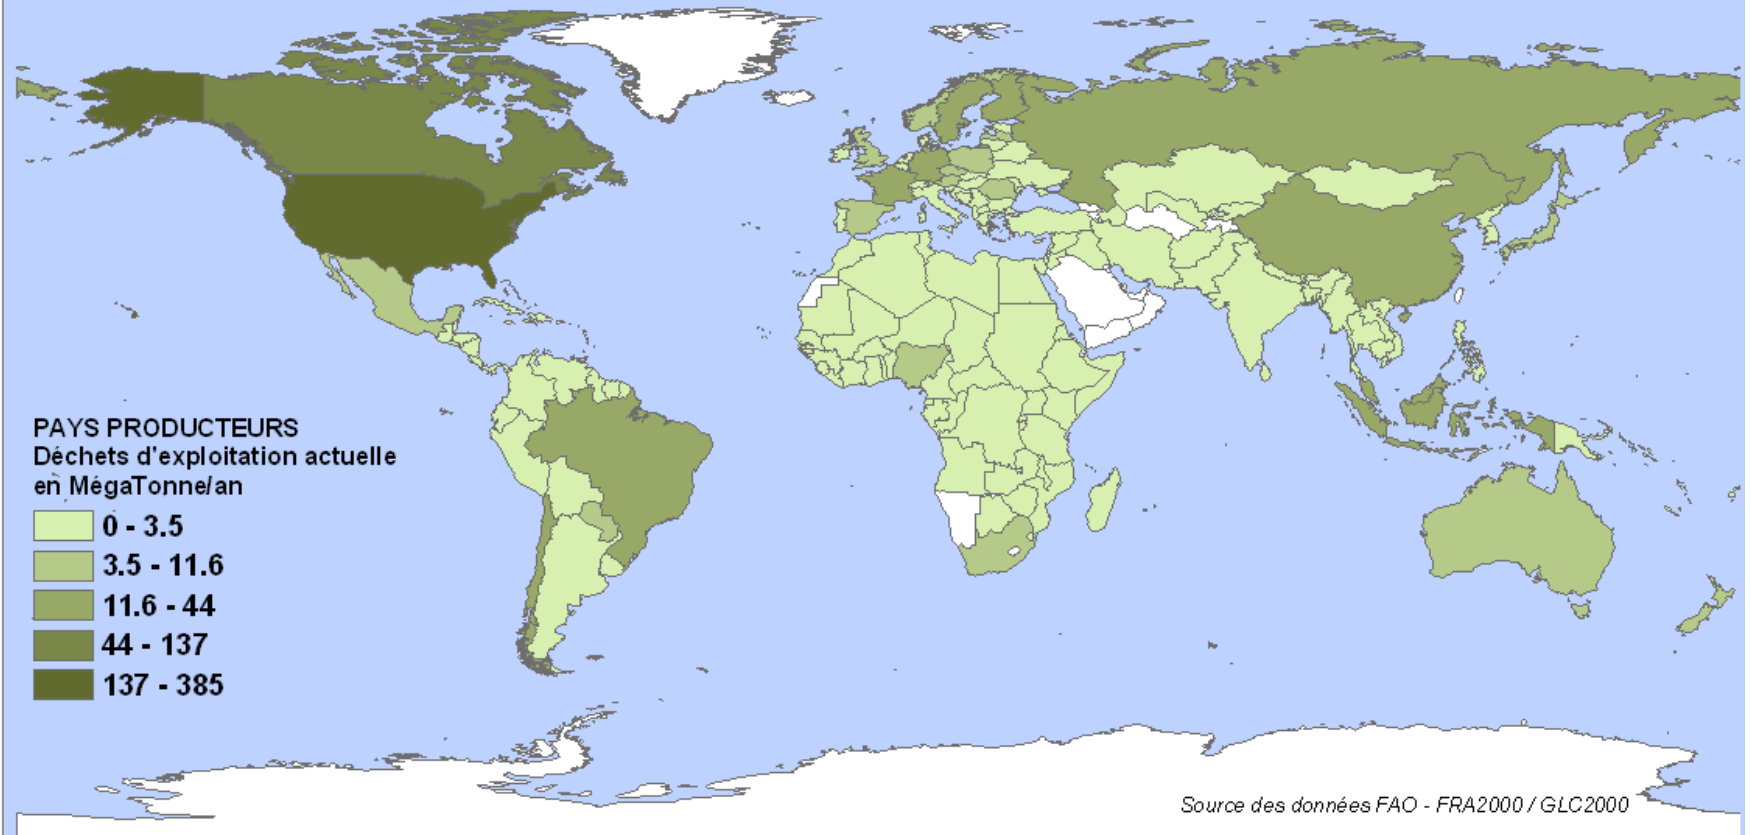 PAYS PRODUCTEURS
Déchets d'exploitation actuelle
en MégaTonne/an
0 - 3.5
3.5 - 11.6
11.6 - 44
44 - 137
137 - 385
Source des données FAO - FRA2000 / GLC2000